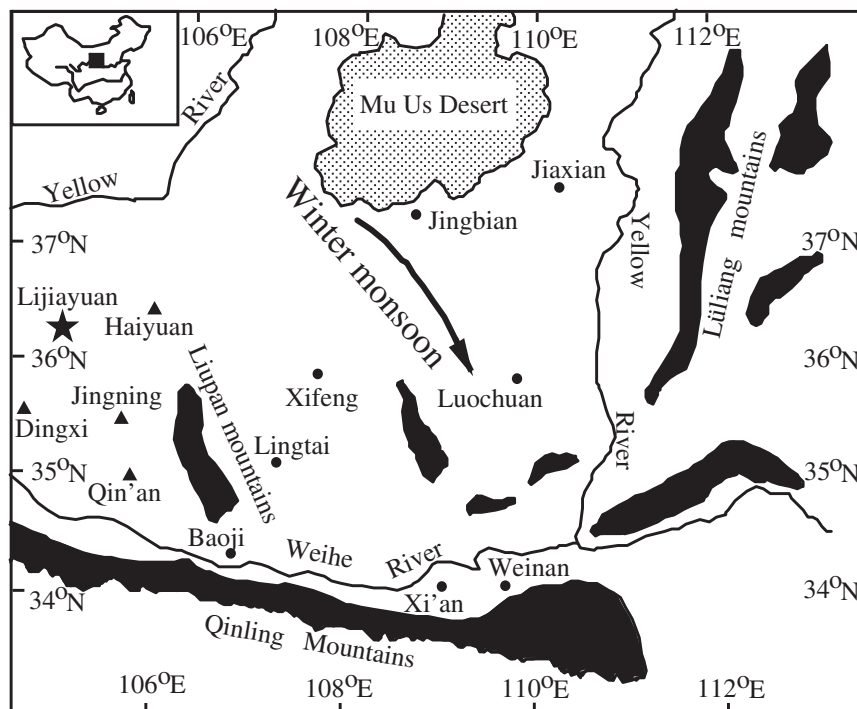 106°E
108°E
110°E
112°E
River
Mu Us Desert
Yellow
Jiaxian
mountains
Winter monsoon
Jingbian
Yellow
37°N
37°N
Lijiayuan
Haiyuan
Lüliang
36°N
36°N
Liupan mountains
Jingning
Xifeng
Luochuan
Dingxi
Lingtai
River
35°N
35°N
Qin'an
Baoji
Weihe
River
Weinan
34°N
34°N
Xi'an
Qinling Mountains
106°E
108°E
110°E
112°E